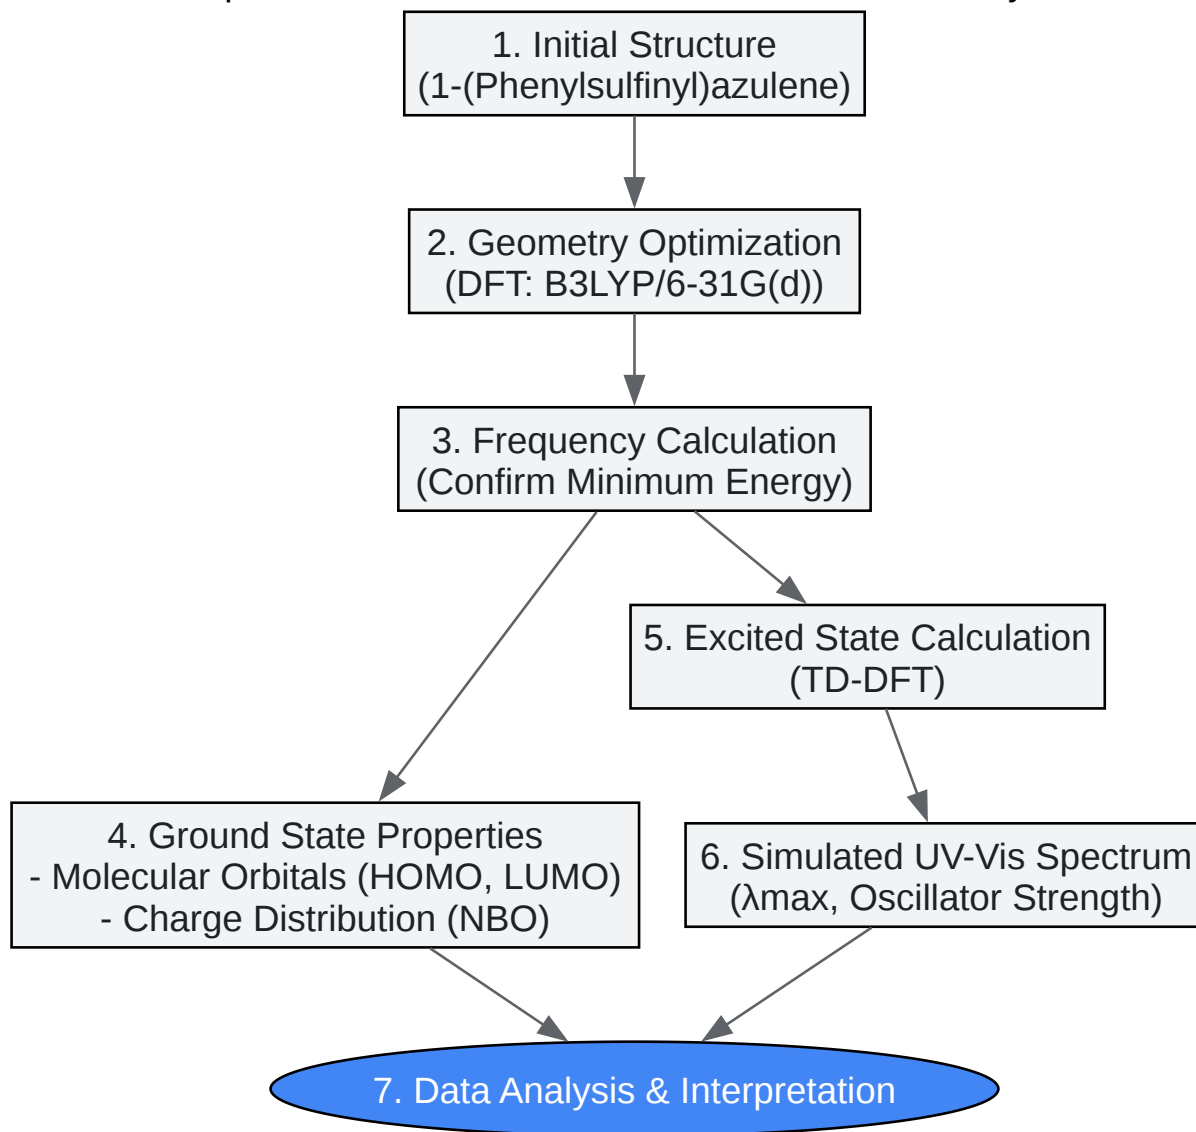 1. Initial Structure
(1-(Phenylsulfinyl)azulene)
2. Geometry Optimization
(DFT: B3LYP/6-31G(d))
3. Frequency Calculation
(Confirm Minimum Energy)
5. Excited State Calculation
(TD-DFT)
4. Ground State Properties
- Molecular Orbitals (HOMO, LUMO)
- Charge Distribution (NBO)
6. Simulated UV-Vis Spectrum
(λmax, Oscillator Strength)
7. Data Analysis & Interpretation